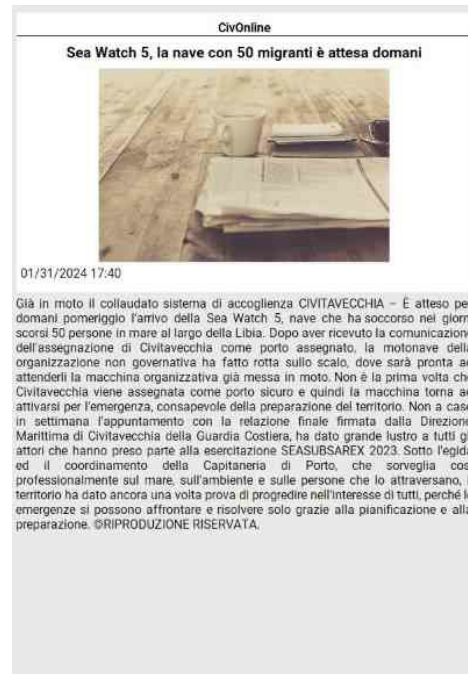 CivOnline
Sea Watch 5, la nave con 50 migranti è attesa domani
01/31/2024 17:40
Già in moto il collaudato sistema di accoglienza CIVITAVECCHIA – È atteso pe
domani pomeriggio l'arrivo della Sea Watch 5, nave che ha soccorso nei giorn
scorsi 50 persone in mare al largo della Libia. Dopo aver ricevuto la comunicazione
dell'assegnazione di Civitavecchia come porto assegnato, la motonave della
organizzazione non governativa ha fatto rotta sullo scalo, dove sarà pronta ad
attenderli la macchina organizzativa già messa in moto. Non è la prima volta che
Civitavecchia viene assegnata come porto sicuro e quindi la macchina torna ad
attivarsi per l'emergenza, consapevole della preparazione del territorio. Non a caso
in settimana l'appuntamento con la relazione finale firmata dalla Direzione
Marittima di Civitavecchia della Guardia Costiera, ha dato grande lustro a tutti gl
attori che hanno preso parte alla esercitazione SEASUBSAREX 2023. Sotto l'egida
ed il coordinamento della Capitaneria di Porto, che sorveglia cos
professionalmente sul mare, sull'ambiente e sulle persone che lo attraversano, i
territorio ha dato ancora una volta prova di progredire nell'interesse di tutti, perché le
emergenze si possono affrontare e risolvere solo grazie alla pianificazione e alla
preparazione. ©RIPRODUZIONE RISERVATA.